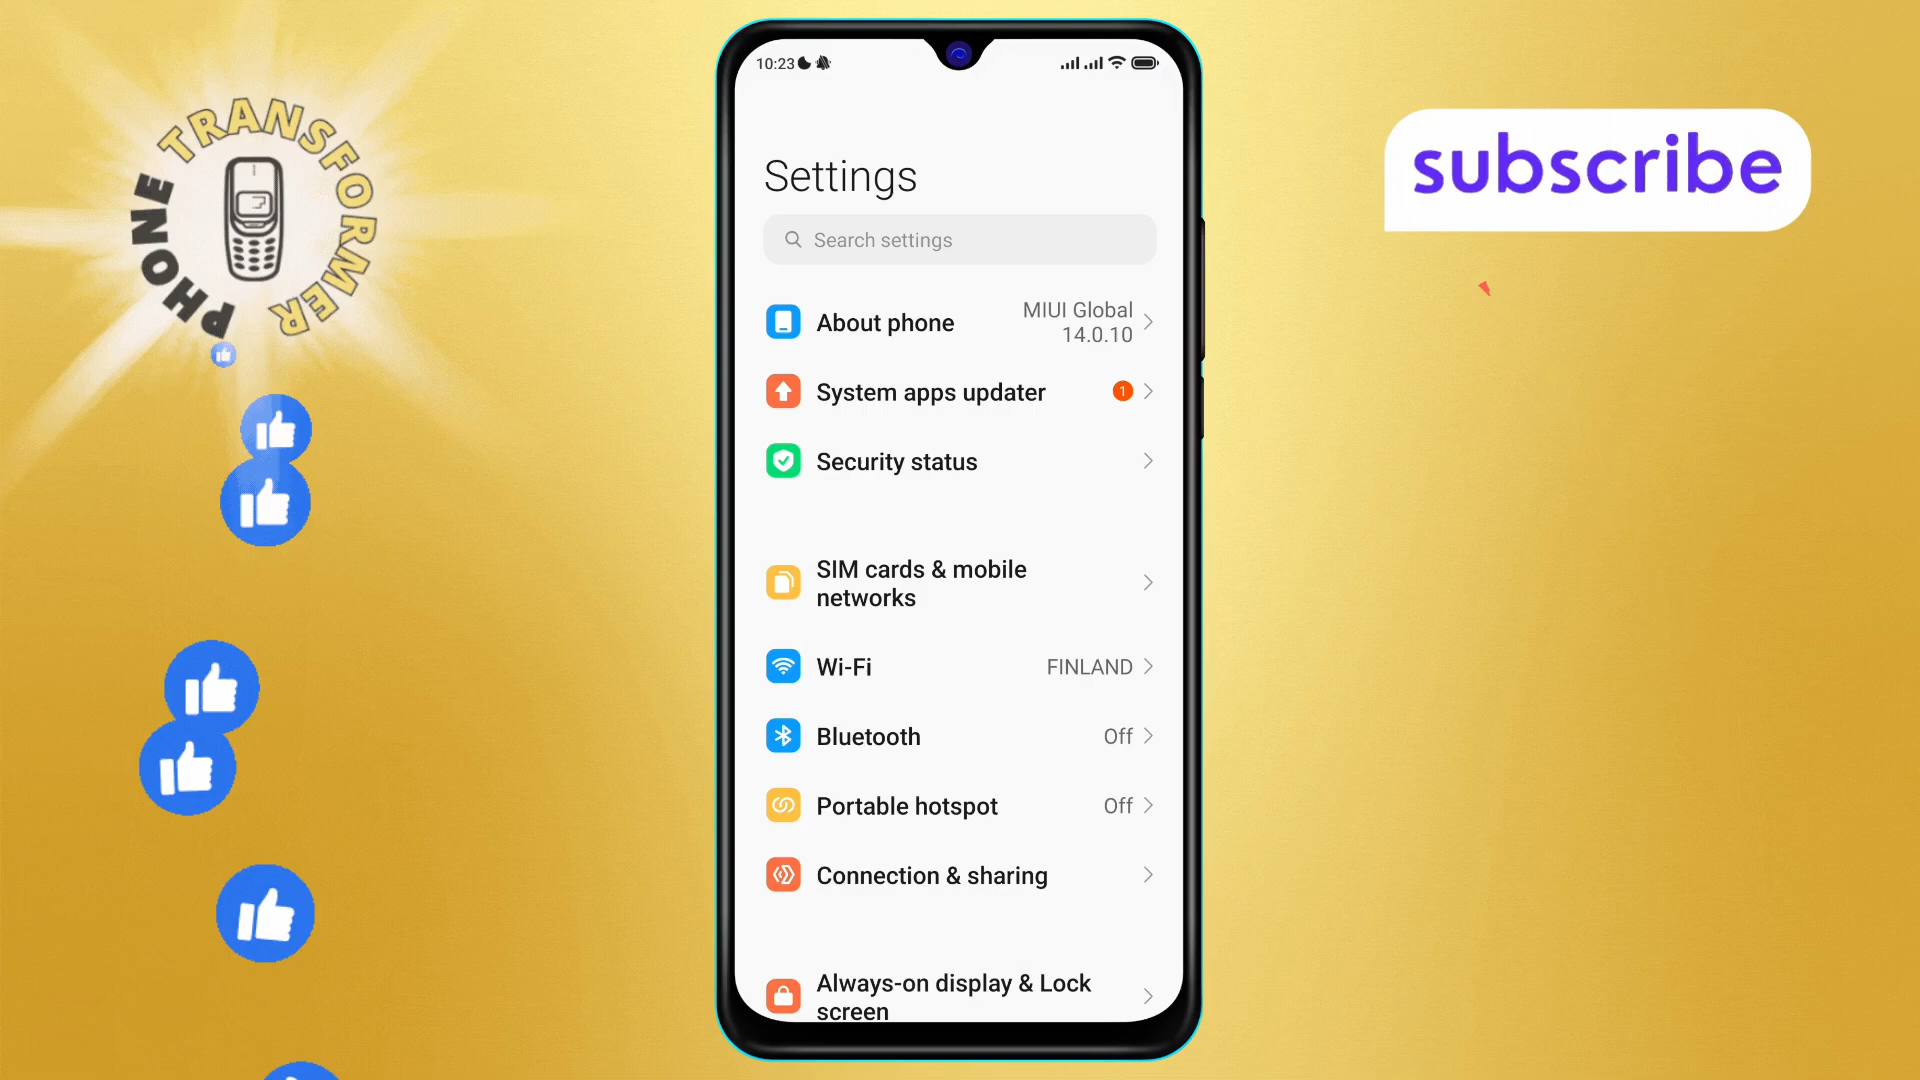 PHONE TRANSFORMER
subscribe
10:23
Settings
Search settings
About phone
MIUI Global
14.0.10
System apps updater
1
Security status
SIM cards & mobile
networks
Wi-Fi
FINLAND
Bluetooth
Off
Portable hotspot
Off
Connection & sharing
Always-on display & Lock
screen